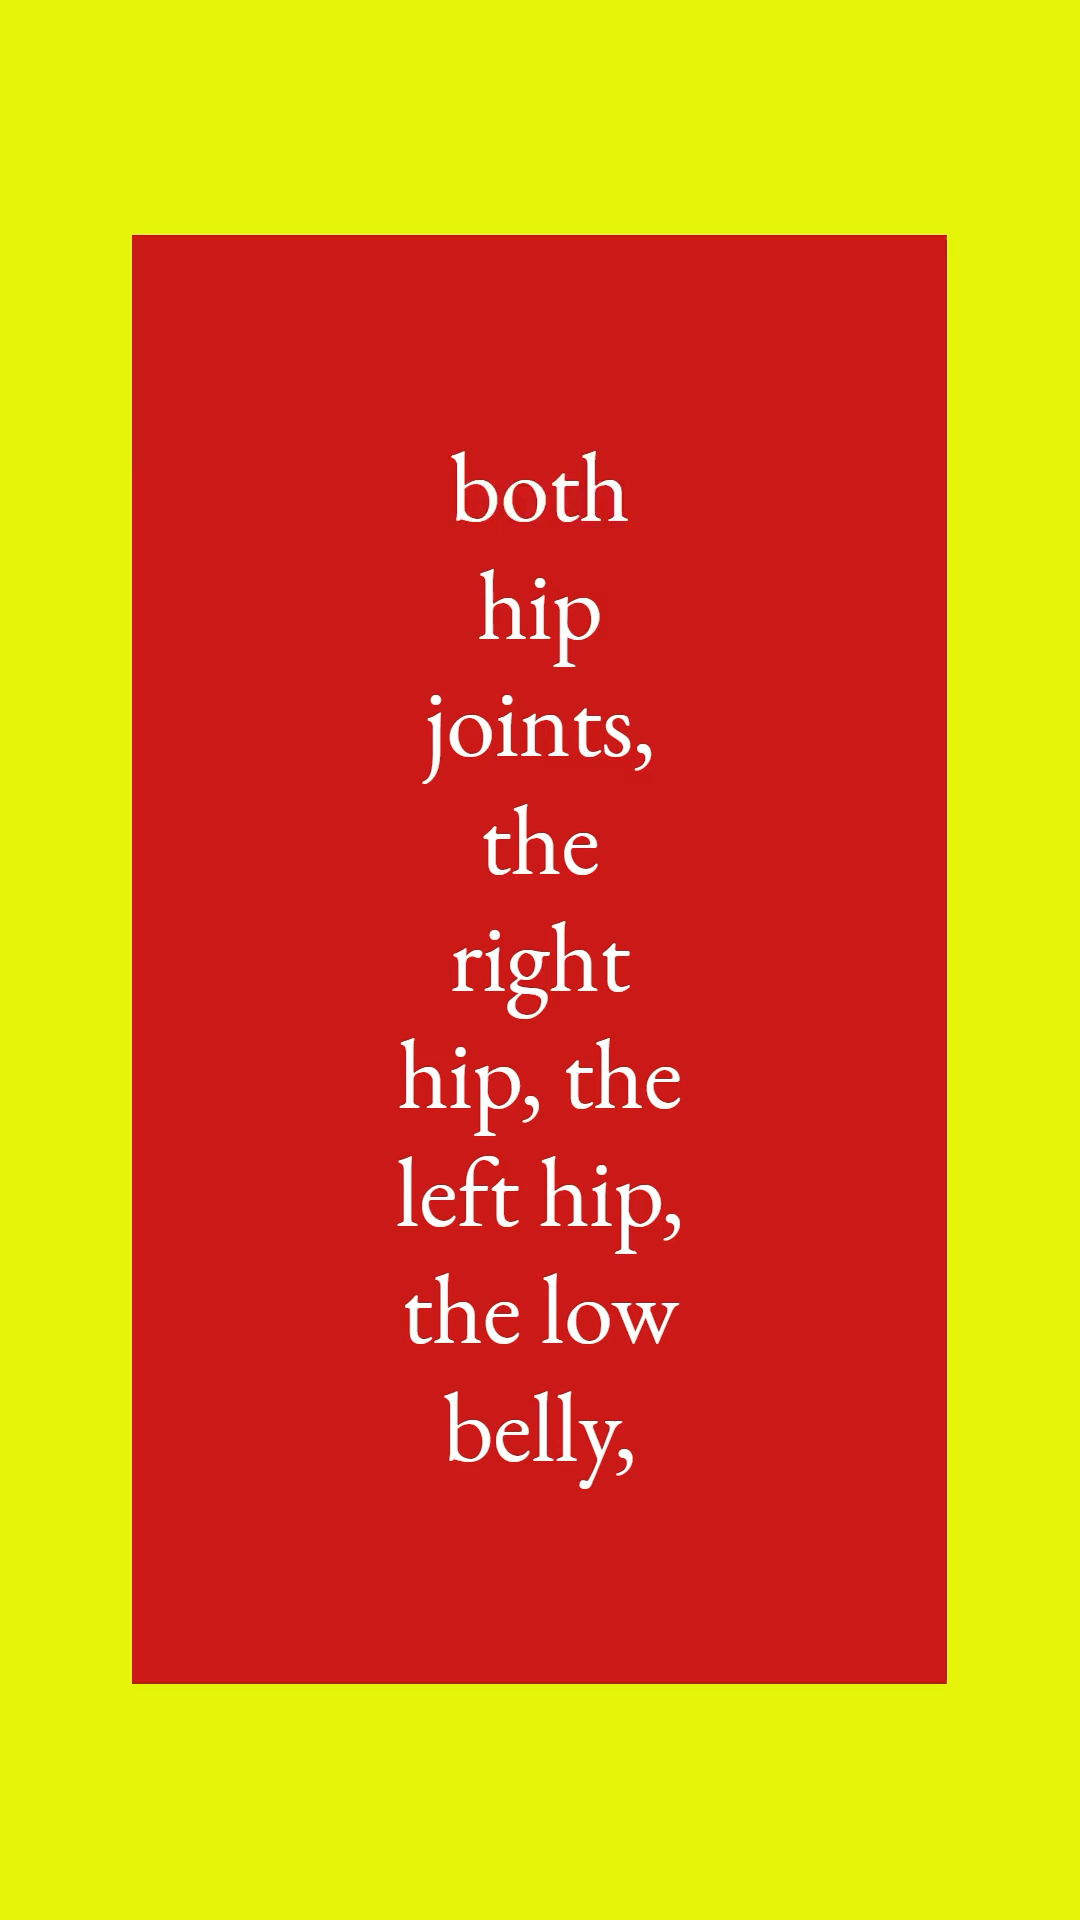 both
hip
joints,
the
right
hip, the
left hip,
the low
belly,